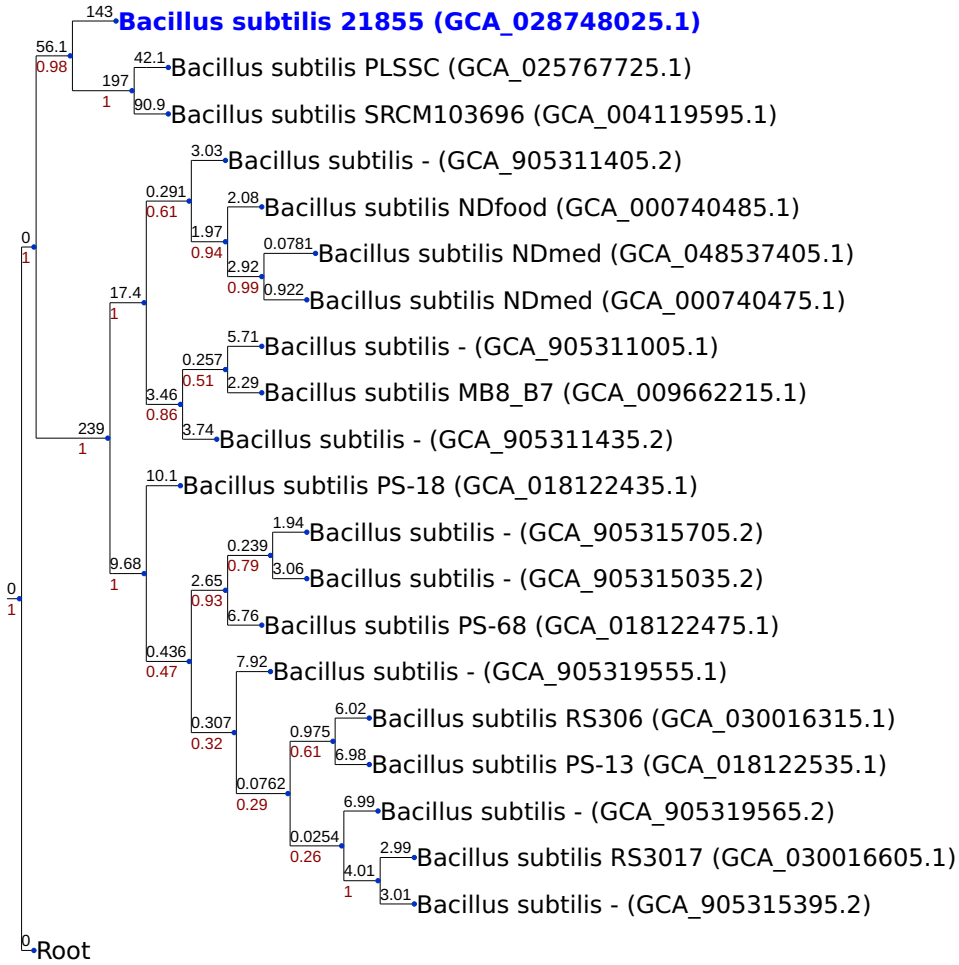 143
Bacillus subtilis 21855 (GCA_028748025.1)
56.1
0.98
42.1
Bacillus subtilis PLSSC (GCA_025767725.1)
197
1
90.9
Bacillus subtilis SRCM103696 (GCA_004119595.1)
3.03
Bacillus subtilis - (GCA_905311405.2)
0.291
0.61
2.08
Bacillus subtilis NDfood (GCA_000740485.1)
1.97
0.94
0.0781
Bacillus subtilis NDmed (GCA_048537405.1)
0
1
2.92
0.99
0.922
Bacillus subtilis NDmed (GCA_000740475.1)
17.4
1
5.71
Bacillus subtilis - (GCA_905311005.1)
0.257
0.51
2.29
Bacillus subtilis MB8_B7 (GCA_009662215.1)
3.46
0.86
3.74
Bacillus subtilis - (GCA_905311435.2)
239
1
10.1
Bacillus subtilis PS-18 (GCA_018122435.1)
1.94
Bacillus subtilis - (GCA_905315705.2)
0.239
0.79
9.68
1
3.06
Bacillus subtilis - (GCA_905315035.2)
2.65
0.93
0
1
6.76
Bacillus subtilis PS-68 (GCA_018122475.1)
0.436
0.47
7.92
Bacillus subtilis - (GCA_905319555.1)
0.307
0.32
6.02
Bacillus subtilis RS306 (GCA_030016315.1)
0.975
0.61
6.98
Bacillus subtilis PS-13 (GCA_018122535.1)
0.0762
0.29
6.99
Bacillus subtilis - (GCA_905319565.2)
0.0254
0.26
2.99
Bacillus subtilis RS3017 (GCA_030016605.1)
4.01
1
3.01
Bacillus subtilis - (GCA_905315395.2)
0
Root